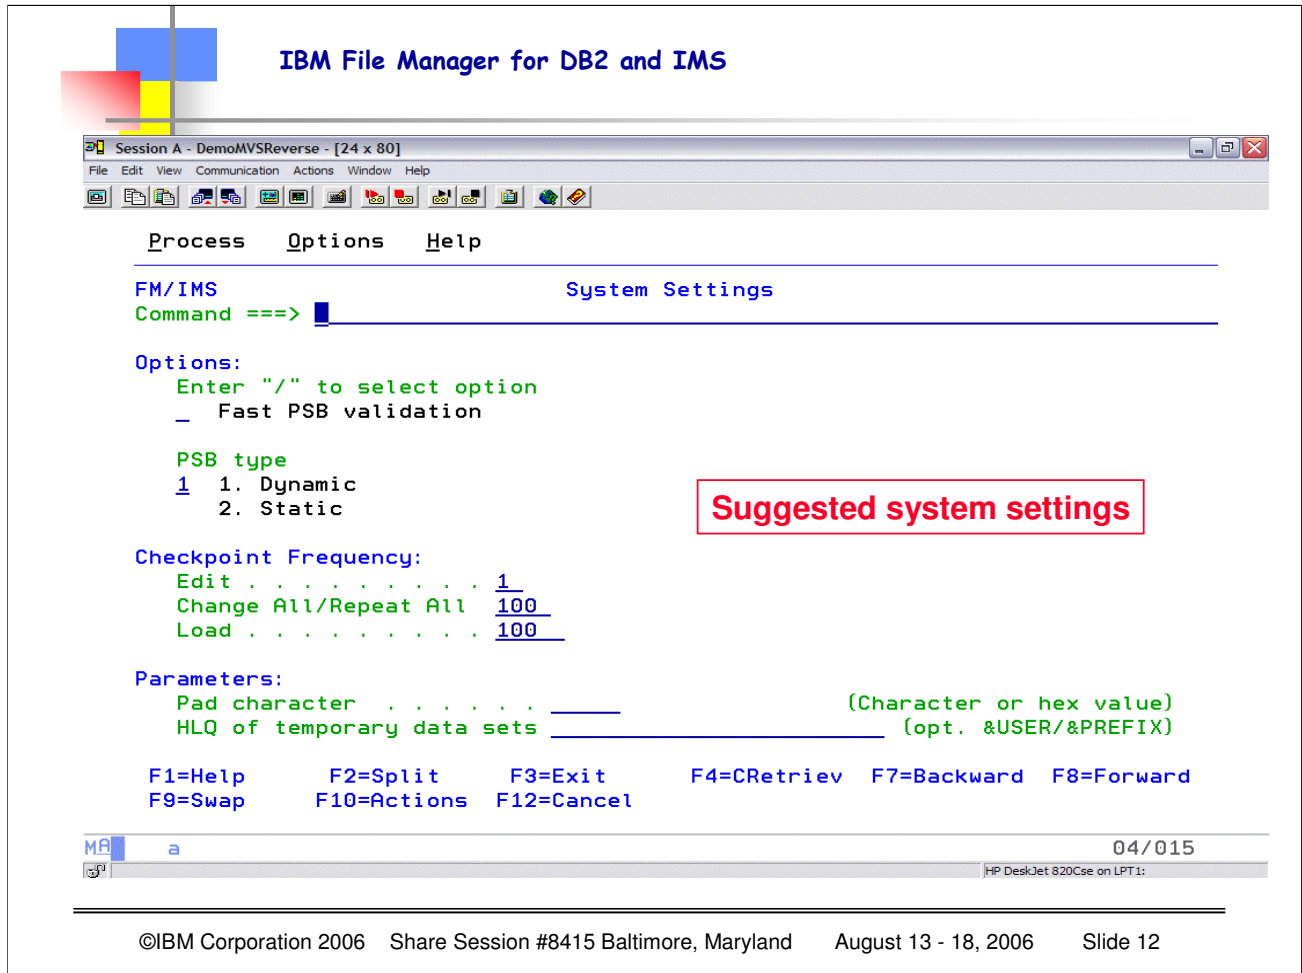 IBM File Manager for DB2 and IMS
Session A - DemoMVSReverse - [24 x 80]
File Edit View Communication Actions Window Help
Process Options Help
FM/IMS System Settings
Command ===>
Options:
Enter "/" to select option
_ Fast PSB validation
PSB type
1 1. Dynamic
2. Static
Suggested system settings
Checkpoint Frequency:
Edit . . . . . . . . . 1
Change All/Repeat All 100
Load . . . . . . . . . 100
Parameters:
Pad character . . . . . . (Character or hex value)
HLQ of temporary data sets (opt. &USER/&PREFIX)
F1=Help F2=Split F3=Exit F4=CRetriev F7=Backward F8=Forward
F9=Swap F10=Actions F12=Cancel
MA a 04/015
HP DeskJet 820Cse on LPT1:
©IBM Corporation 2006 Share Session #8415 Baltimore, Maryland August 13 - 18, 2006 Slide 12